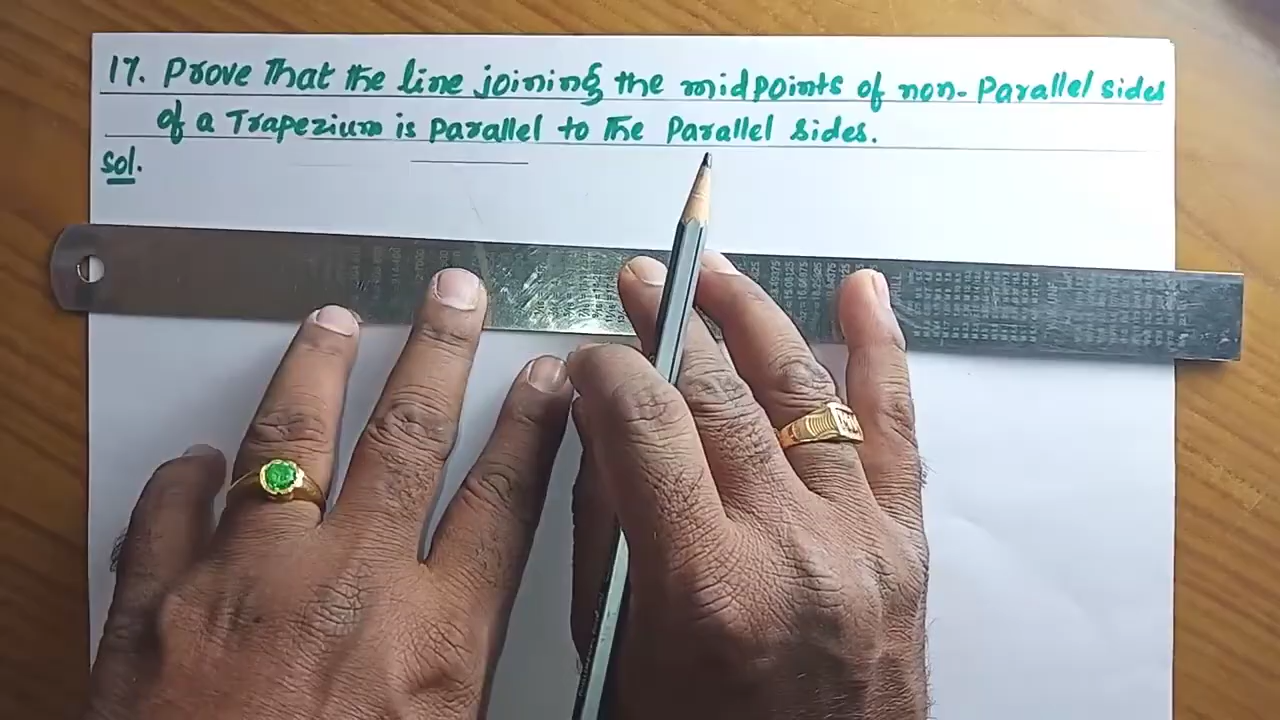 17. Prove that the line joining the midpoints of non-parallel sides
of a Trapezium is parallel to the parallel sides.
Sol.